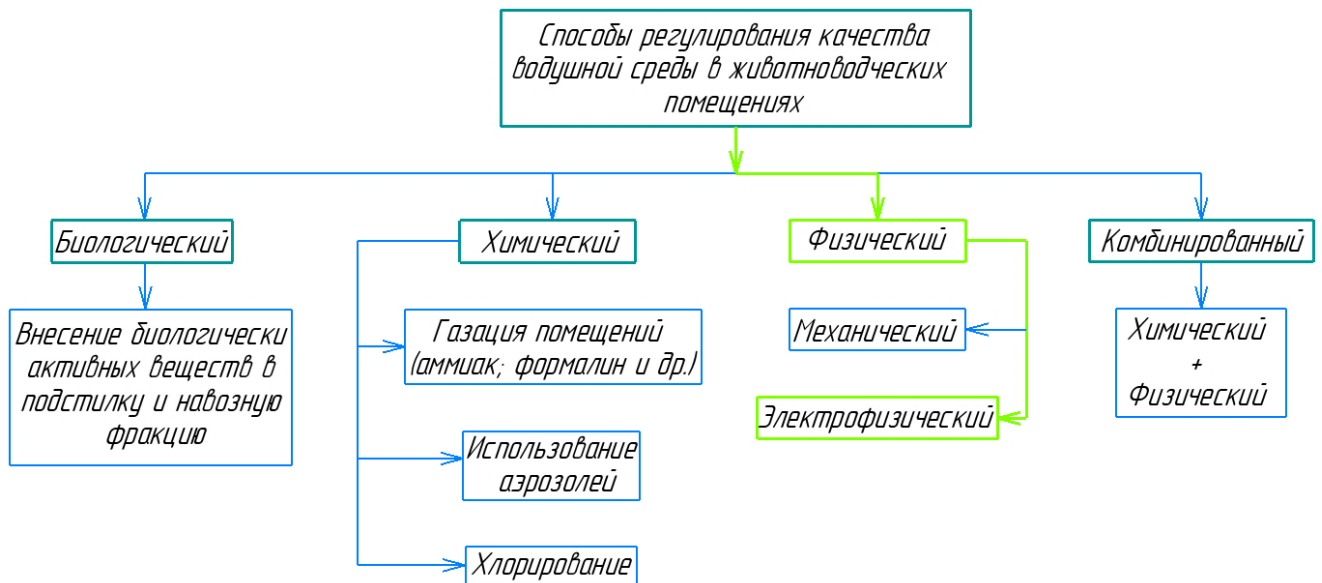 Способы регулирования качества
водушной среды в животноводческих
помещениях
Биологический
Химический
Физический
Комбинированный
Внесение биологически
активных веществ в
подстилку и навозную
фракцию
Газация помещений
(аммиак; формалин и др.)
Использование
аэрозолей
Хлорирование
Механический
Электрофизический
Химический
+
Физический